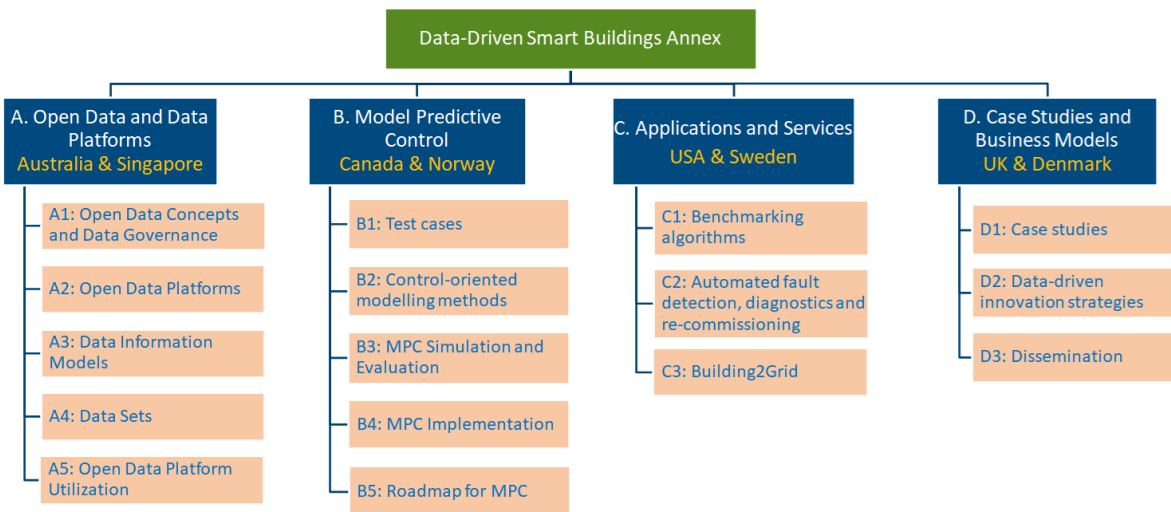 Data-Driven Smart Buildings Annex
A. Open Data and Data
Platforms
Australia & Singapore
A1: Open Data Concepts
and Data Governance
A2: Open Data Platforms
A3: Data Information
Models
A4: Data Sets
A5: Open Data Platform
Utilization
B. Model Predictive
Control
Canada & Norway
B1: Test cases
B2: Control-oriented
modelling methods
B3: MPC Simulation and
Evaluation
B4: MPC Implementation
B5: Roadmap for MPC
C. Applications and Services
USA & Sweden
C1: Benchmarking
algorithms
C2: Automated fault
detection, diagnostics and
re-commissioning
C3: Building2Grid
D. Case Studies and
Business Models
UK & Denmark
D1: Case studies
D2: Data-driven
innovation strategies
D3: Dissemination